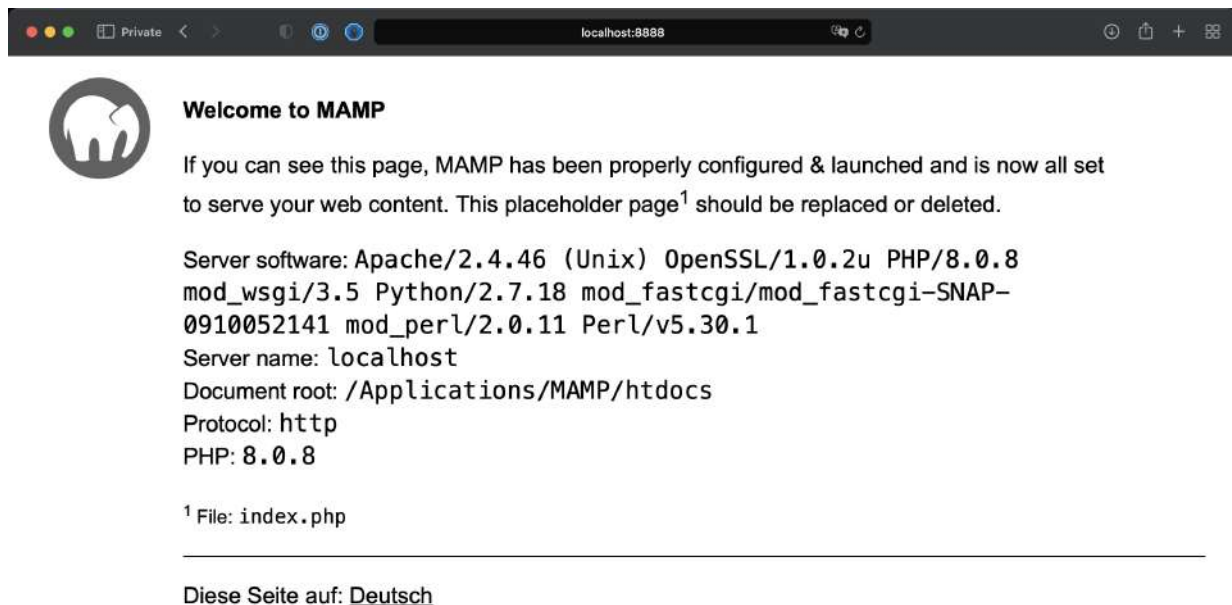 Private
localhost:8888
Welcome to MAMP
If you can see this page, MAMP has been properly configured & launched and is now all set
to serve your web content. This placeholder page1 should be replaced or deleted.
Server software: Apache/2.4.46 (Unix) OpenSSL/1.0.2u PHP/8.0.8
mod_wsgi/3.5 Python/2.7.18 mod_fastcgi/mod_fastcgi-SNAP-
0910052141 mod_perl/2.0.11 Perl/v5.30.1
Server name: localhost
Document root: /Applications/MAMP/htdocs
Protocol: http
PHP: 8.0.8
1 File: index.php
Diese Seite auf: Deutsch